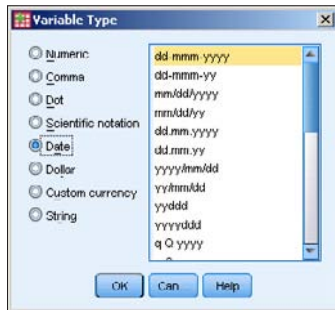 Variable Type
Numeric
Comma
Dot
Scientific notation
Date
Dollar
Custom currency
String
dd-mmm-yyyy
dd-mmm-yy
mm/dd/yyyy
mm/dd/yy
dd.mm.yyyy
dd.mm.yy
yyyy/mm/dd
yy/mm/dd
yyddd
yyyyddd
q Q yyyy
OK
Can...
Help